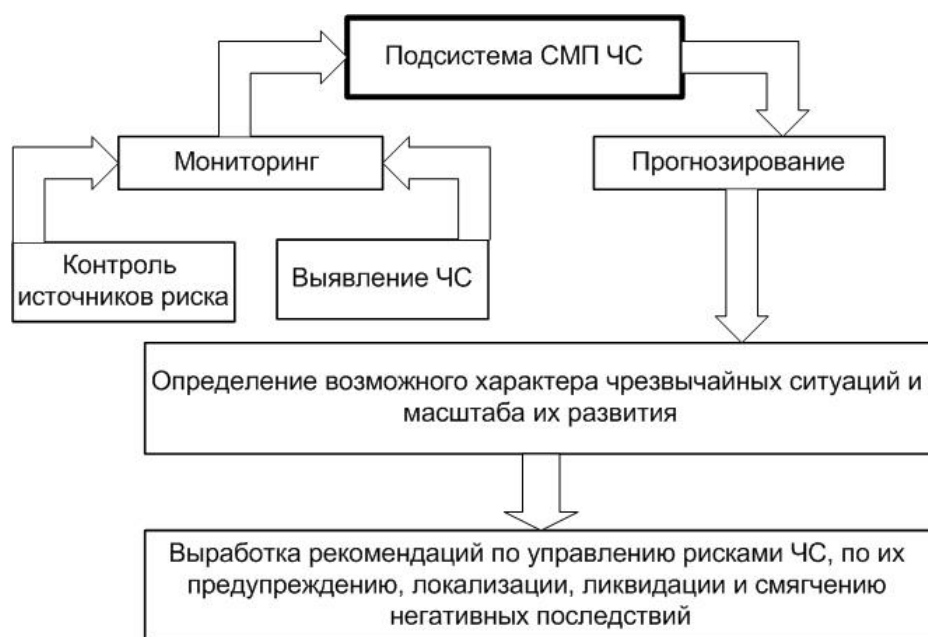 Подсистема СМП ЧС
Мониторинг
Прогнозирование
Контроль
источников риска
Выявление ЧС
Определение возможного характера чрезвычайных ситуаций и
масштаба их развития
Выработка рекомендаций по управлению рисками ЧС, по их
предупреждению, локализации, ликвидации и смягчению
негативных последствий